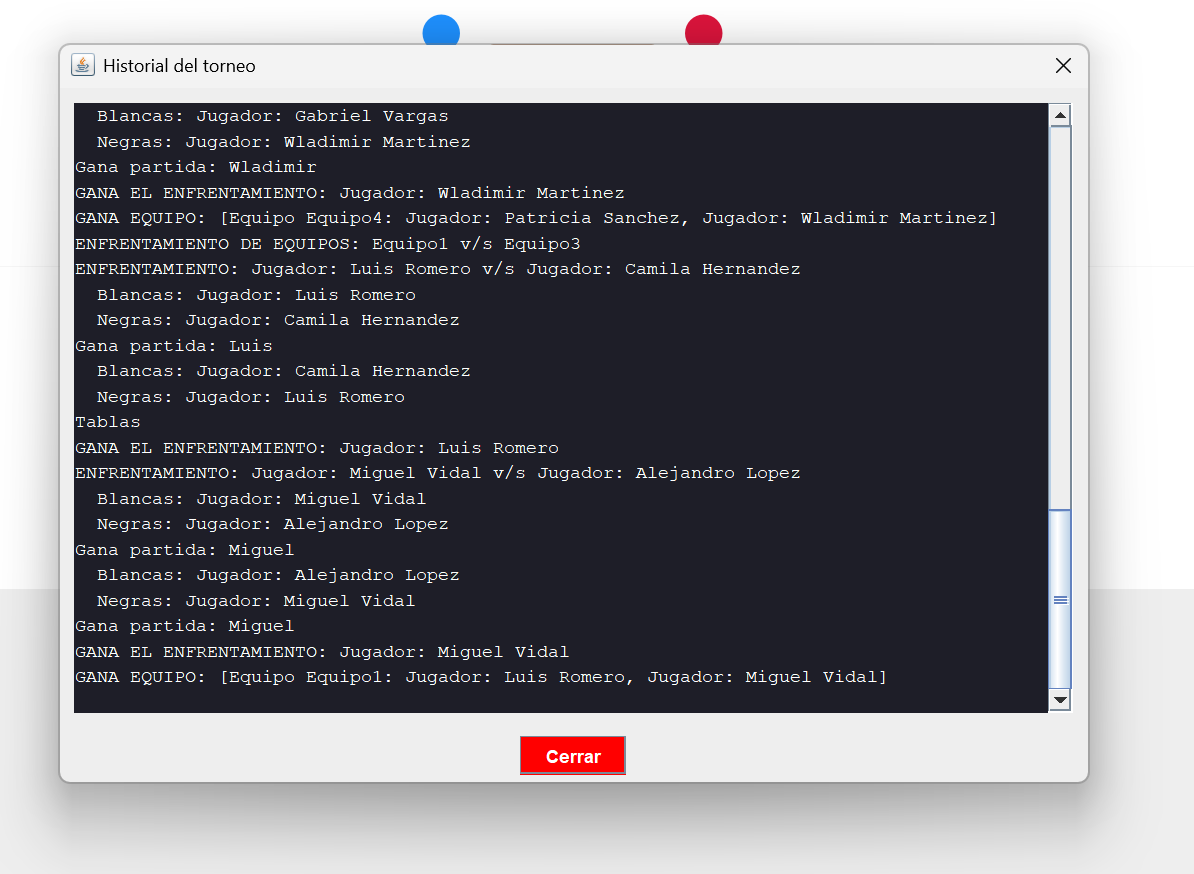 Historial del torneo
  Blancas: Jugador: Gabriel Vargas
  Negras: Jugador: Wladimir Martinez
Gana partida: Wladimir
GANA EL ENFRENTAMIENTO: Jugador: Wladimir Martinez
GANA EQUIPO: [Equipo Equipo4: Jugador: Patricia Sanchez, Jugador: Wladimir Martinez]
ENFRENTAMIENTO DE EQUIPOS: Equipo1 v/s Equipo3
ENFRENTAMIENTO: Jugador: Luis Romero v/s Jugador: Camila Hernandez
  Blancas: Jugador: Luis Romero
  Negras: Jugador: Camila Hernandez
Gana partida: Luis
  Blancas: Jugador: Camila Hernandez
  Negras: Jugador: Luis Romero
Tablas
GANA EL ENFRENTAMIENTO: Jugador: Luis Romero
ENFRENTAMIENTO: Jugador: Miguel Vidal v/s Jugador: Alejandro Lopez
  Blancas: Jugador: Miguel Vidal
  Negras: Jugador: Alejandro Lopez
Gana partida: Miguel
  Blancas: Jugador: Alejandro Lopez
  Negras: Jugador: Miguel Vidal
Gana partida: Miguel
GANA EL ENFRENTAMIENTO: Jugador: Miguel Vidal
GANA EQUIPO: [Equipo Equipo1: Jugador: Luis Romero, Jugador: Miguel Vidal]
Cerrar